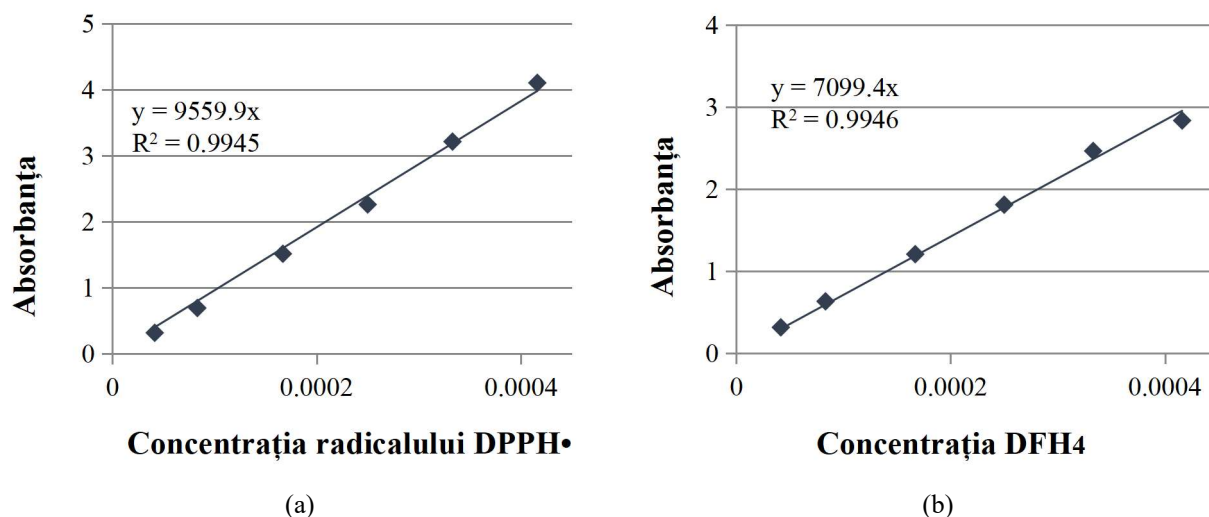 5
4
3
2
1
0
y = 9559.9x
R² = 0.9945
0
0.0002
0.0004
Absorbanța
Concentrația radicalului DPPH•
(a)
4
3
2
1
0
y = 7099.4x
R² = 0.9946
0
0.0002
0.0004
Absorbanța
Concentrația DFH4
(b)